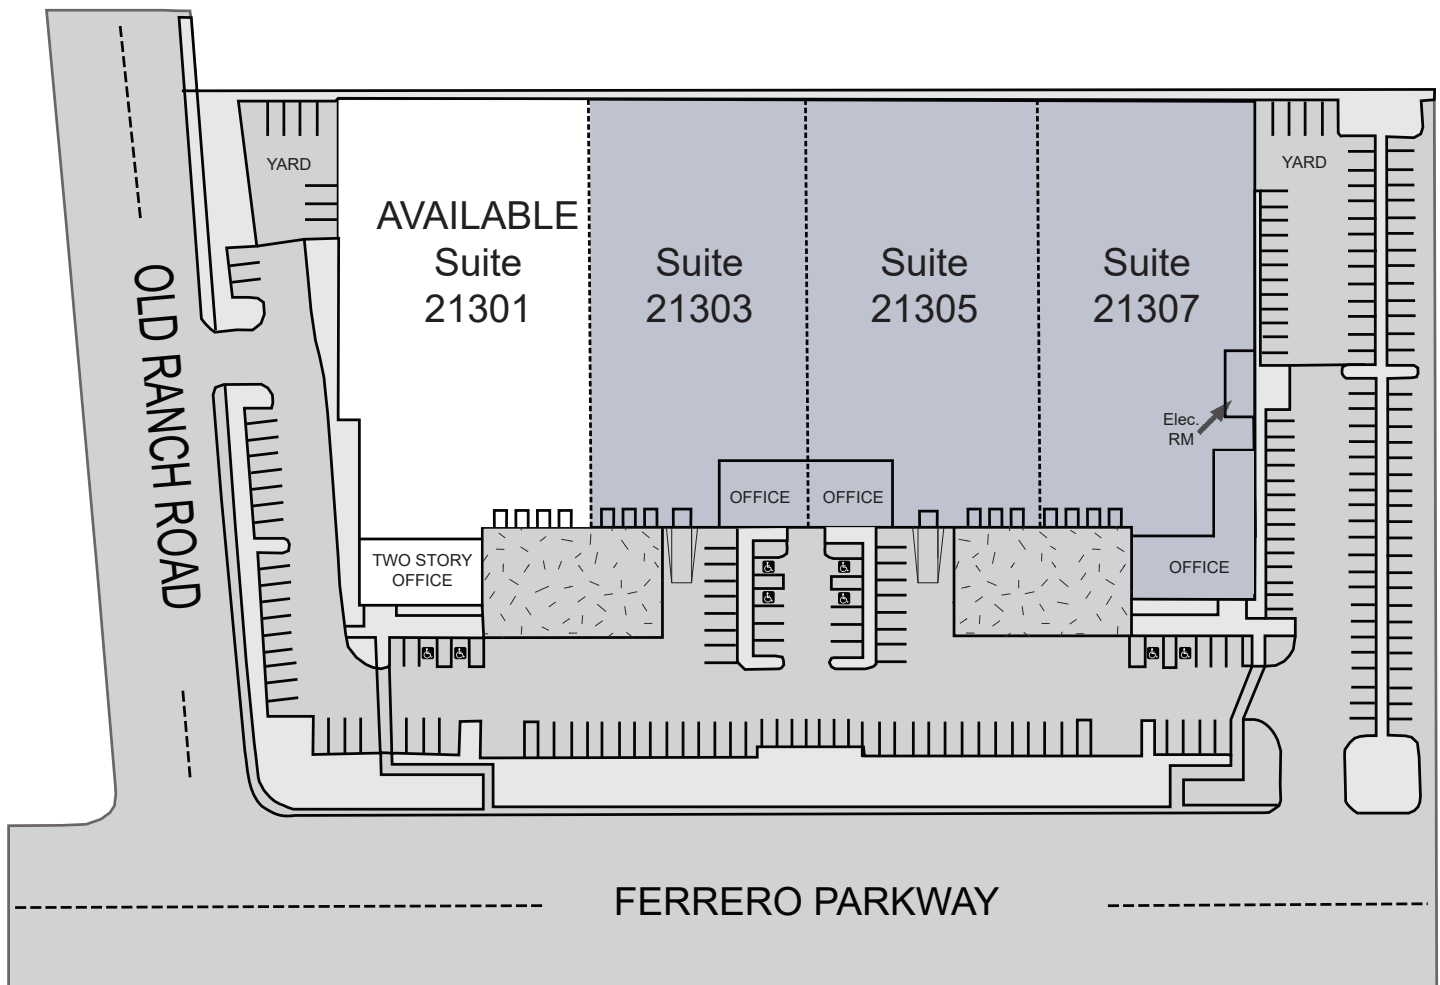 YARD
YARD
AVAILABLE
Suite
21301
Suite
21303
Suite
21305
Suite
21307
OLD RANCH ROAD
Elec.
RM
OFFICE
OFFICE
TWO STORY
OFFICE
OFFICE
FERRERO PARKWAY